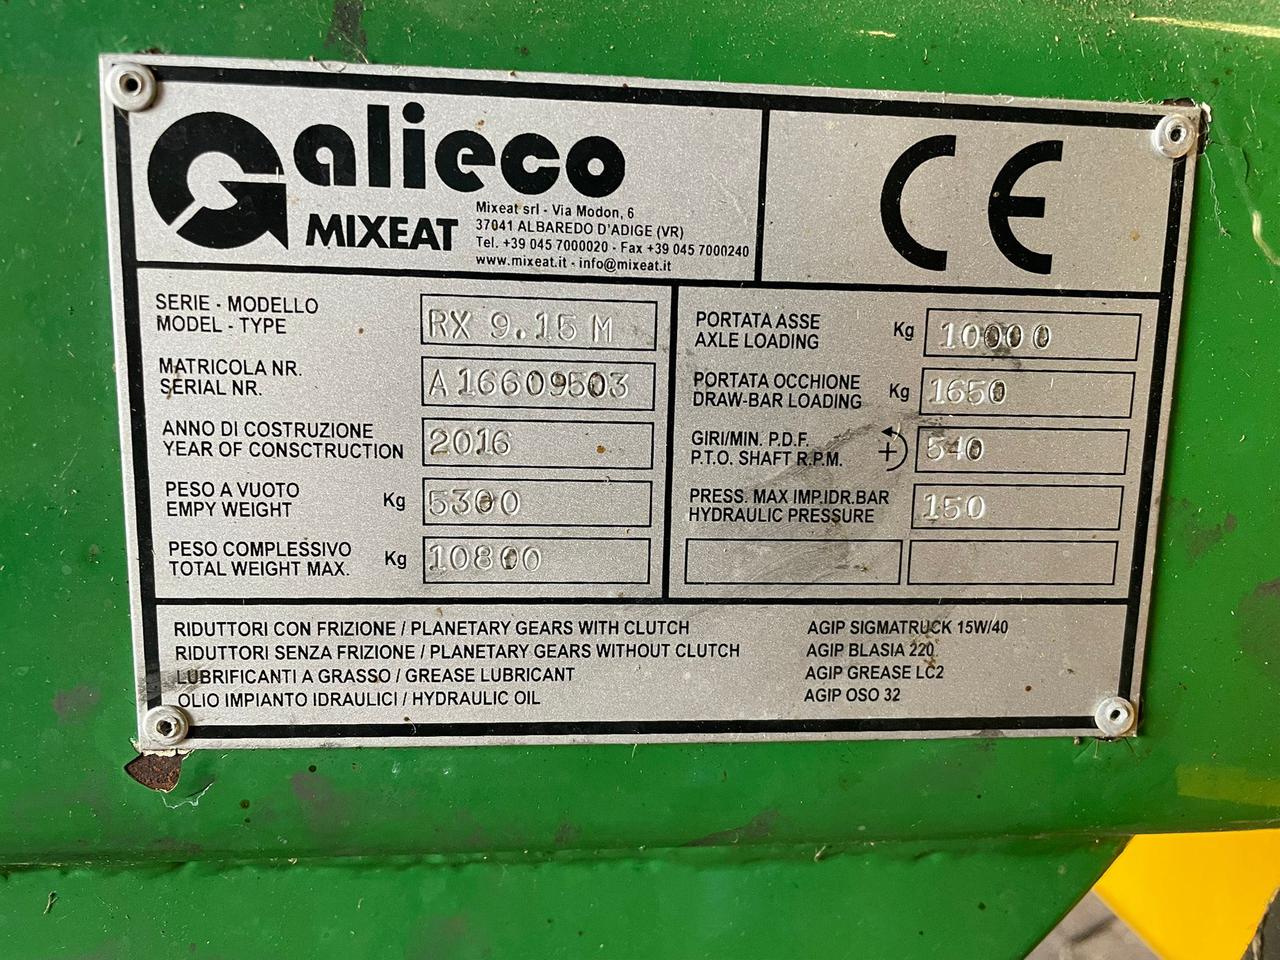 Galieco
MIXEAT
Mixeat srl - Via Modon, 6
37041 ALBAREDO D'ADIGE (VR)
Tel. +39 045 7000020 - Fax +39 045 7000240
www.mixeat.it - info@mixeat.it
CE
SERIE - MODELLO
MODEL - TYPE
RX 9.15 M
MATRICOLA NR.
SERIAL NR.
A16609503
ANNO DI COSTRUZIONE
YEAR OF CONSCTRUCTION
2016
PESO A VUOTO
EMPY WEIGHT
Kg
5300
PESO COMPLESSIVO
TOTAL WEIGHT MAX.
Kg
10800
PORTATA ASSE
AXLE LOADING
Kg
10000
PORTATA OCCHIONE
DRAW-BAR LOADING
Kg
1650
GIRI/MIN. P.D.F.
P.T.O. SHAFT R.P.M.
+
540
PRESS. MAX IMP.IDR.BAR
HYDRAULIC PRESSURE
150
RIDUTTORI CON FRIZIONE / PLANETARY GEARS WITH CLUTCH AGIP SIGMATRUCK 15W/40
RIDUTTORI SENZA FRIZIONE / PLANETARY GEARS WITHOUT CLUTCH AGIP BLASIA 220
LUBRIFICANTI A GRASSO / GREASE LUBRICANT AGIP GREASE LC2
OLIO IMPIANTO IDRAULICI / HYDRAULIC OIL AGIP OSO 32